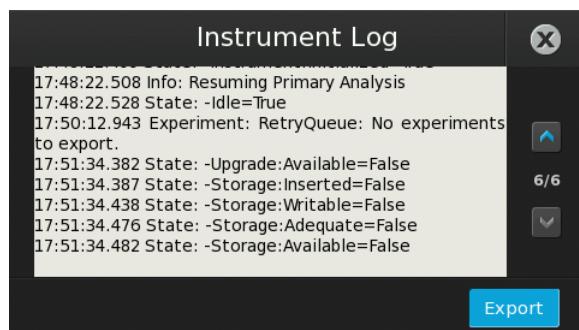 Instrument Log
17:48:22.508 Info: Resuming Primary Analysis
17:48:22.528 State: -Idle=True
17:50:12.943 Experiment: RetryQueue: No experiments
to export.
17:51:34.382 State: -Upgrade:Available=False
17:51:34.387 State: -Storage:Inserted=False
17:51:34.438 State: -Storage:Writable=False
17:51:34.476 State: -Storage:Adequate=False
17:51:34.482 State: -Storage:Available=False
6/6
Export